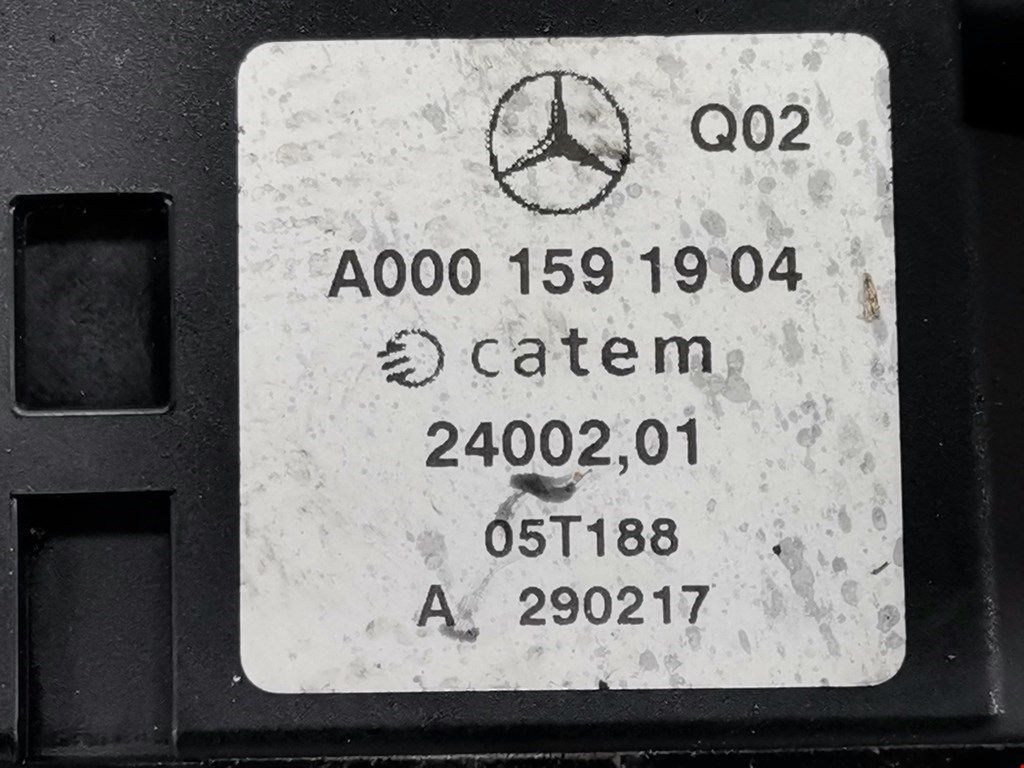 Q02
A000 159 19 04
catem
24002,01
05T188
A 290217